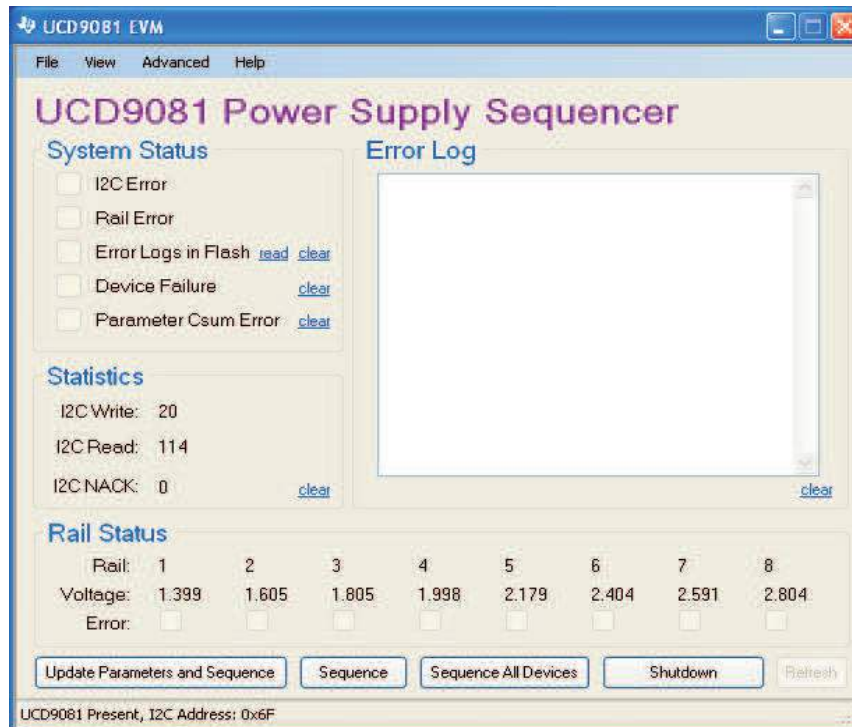 UCD9081 EVM
File View Advanced Help
UCD9081 Power Supply Sequencer
System Status
I2C Error
Rail Error
Error Logs in Flash read clear
Device Failure clear
Parameter Csum Error clear
Error Log
clear
Statistics
I2C Write: 20
I2C Read: 114
I2C NACK: 0 clear
Rail Status
Rail: 1 2 3 4 5 6 7 8
Voltage: 1.399 1.605 1.805 1.998 2.179 2.404 2.591 2.804
Error:
Update Parameters and Sequence Sequence Sequence All Devices Shutdown Refresh
UCD9081 Present, I2C Address: 0x6F